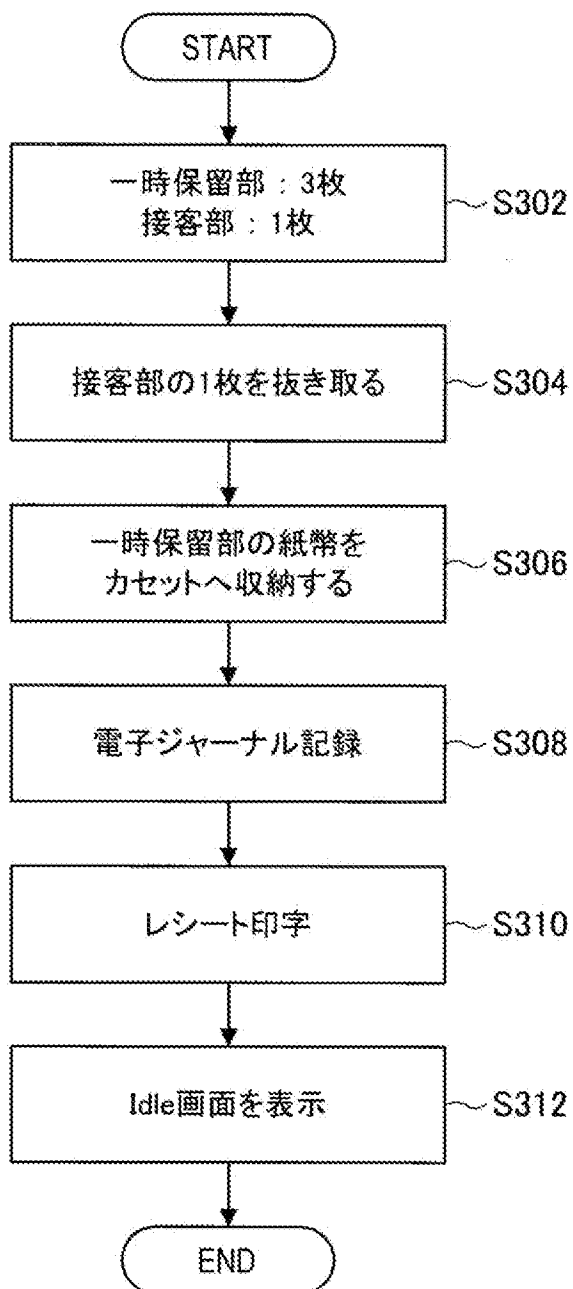 START
一時保留部 : 3枚
接客部 : 1枚
S302
接客部の1枚を抜き取る
S304
一時保留部の紙幣を
カセットへ収納する
S306
電子ジャーナル記録
S308
レシート印字
S310
Idle画面を表示
S312
END